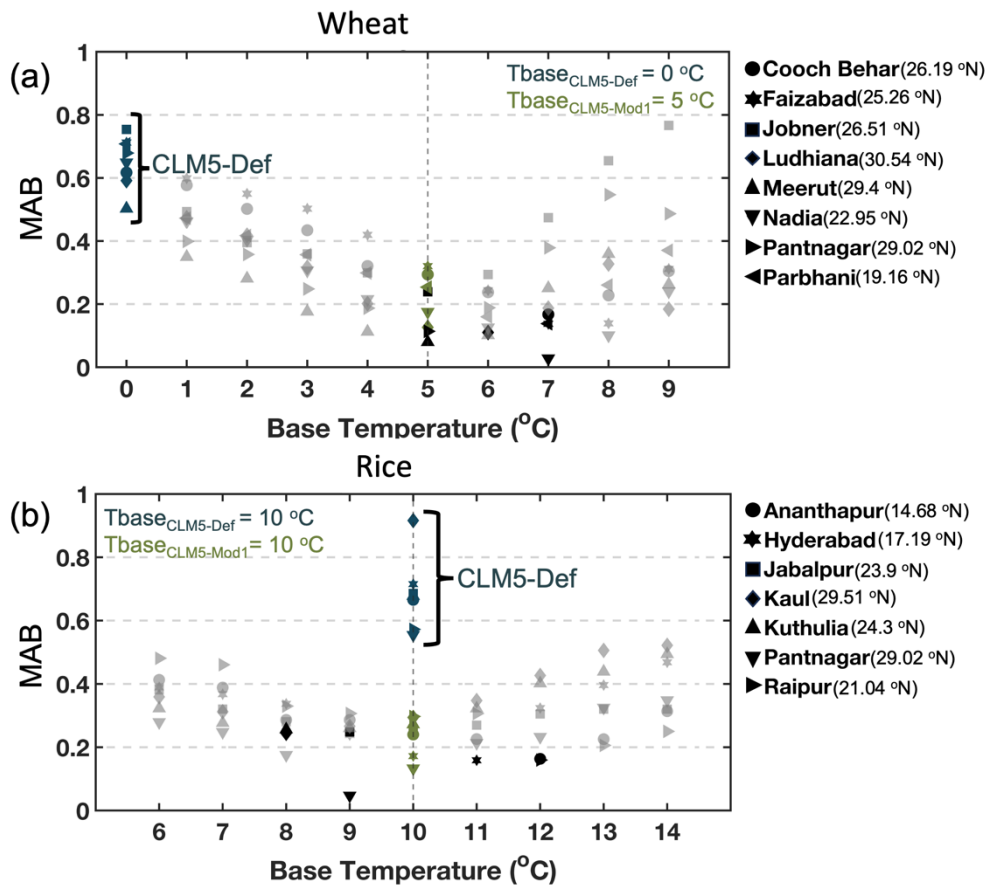 Wheat
(a)
1
0.8
0.6
0.4
0.2
0
MAB
TbaseCLM5-Def = 0 °C
TbaseCLM5-Mod1= 5 °C
CLM5-Def
0 1 2 3 4 5 6 7 8 9
Base Temperature (°C)
Cooch Behar(26.19 °N)
Faizabad(25.26 °N)
Jobner(26.51 °N)
Ludhiana(30.54 °N)
Meerut(29.4 °N)
Nadia(22.95 °N)
Pantnagar(29.02 °N)
Parbhani(19.16 °N)
Rice
(b)
1
0.8
0.6
0.4
0.2
0
MAB
TbaseCLM5-Def = 10 °C
TbaseCLM5-Mod1= 10 °C
CLM5-Def
6 7 8 9 10 11 12 13 14
Base Temperature (°C)
Ananthapur(14.68 °N)
Hyderabad(17.19 °N)
Jabalpur(23.9 °N)
Kaul(29.51 °N)
Kuthulia(24.3 °N)
Pantnagar(29.02 °N)
Raipur(21.04 °N)